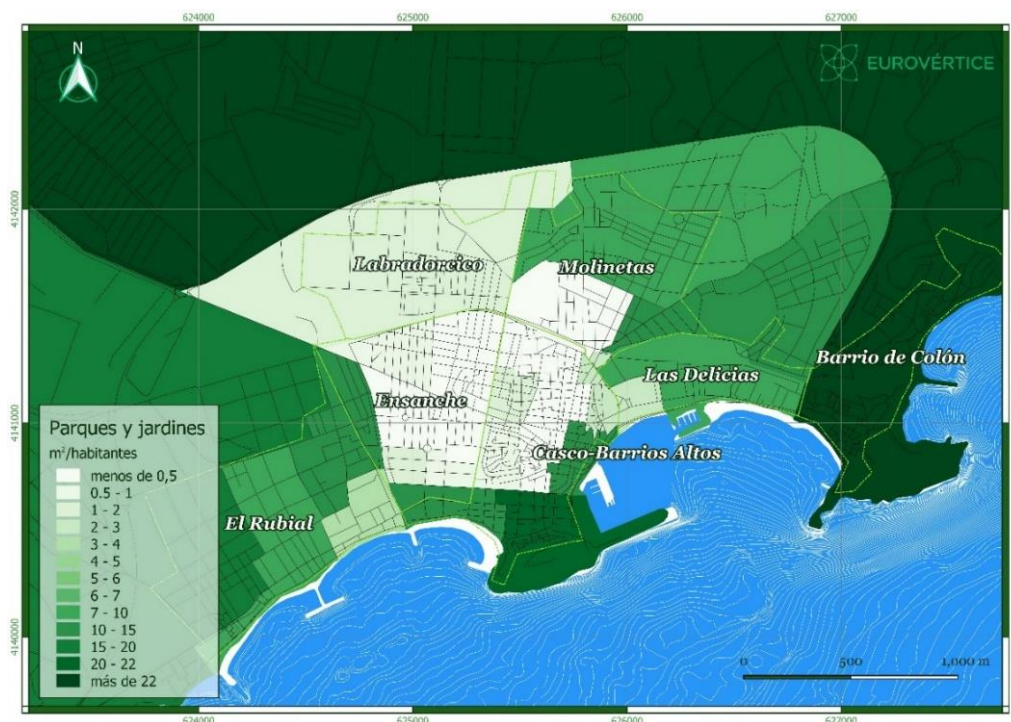 624000 625000 626000 627000
N
EUROVÉRTICE
4142000
Labradorcico
Molinetas
Barrio de Colón
Las Delicias
Ensanche
4141000
Casco-Barrios Altos
El Rubial
Parques y jardines
m²/habitantes
menos de 0,5
0.5 - 1
1 - 2
2 - 3
3 - 4
4 - 5
5 - 6
6 - 7
7 - 10
10 - 15
15 - 20
20 - 22
más de 22
4140000
0 500 1,000 m
624000 625000 626000 627000